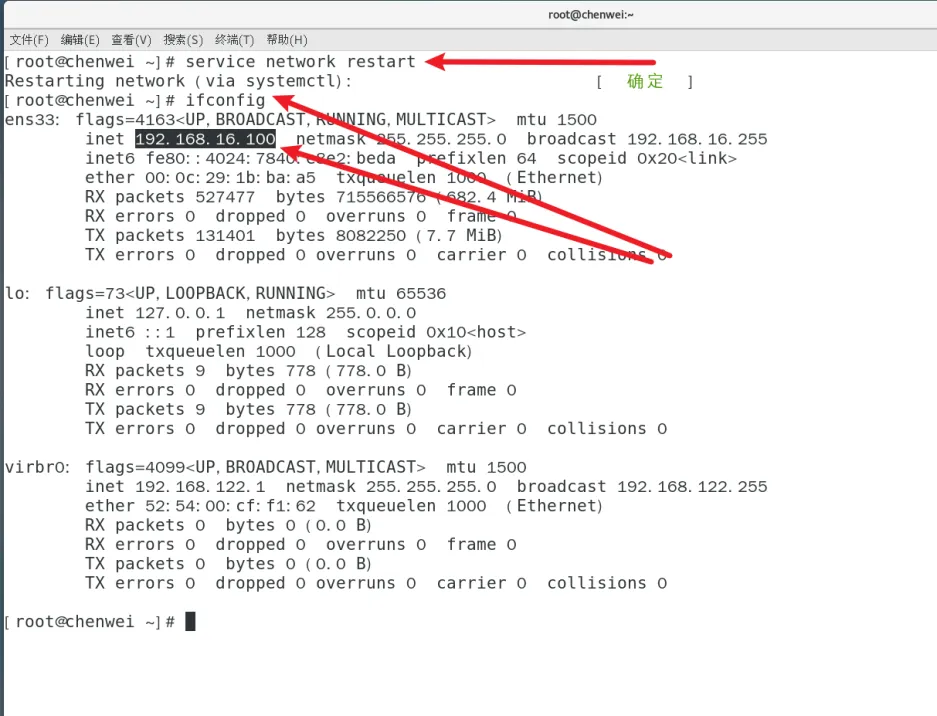 root@chenwei:~
文件(F) 编辑(E) 查看(V) 搜索(S) 终端(T) 帮助(H)
[root@chenwei ~]# service network restart
Restarting network (via systemctl): [ 确定 ]
[root@chenwei ~]# ifconfig
ens33: flags=4163<UP,BROADCAST,RUNNING,MULTICAST> mtu 1500
inet 192.168.16.100 netmask 255.255.255.0 broadcast 192.168.16.255
inet6 fe80::4024:7840:e8e2:beda prefixlen 64 scopeid 0x20<link>
ether 00:0c:29:1b:ba:a5 txqueuelen 1000 (Ethernet)
RX packets 527477 bytes 715566576 (682.4 MiB)
RX errors 0 dropped 0 overruns 0 frame 0
TX packets 131401 bytes 8082250 (7.7 MiB)
TX errors 0 dropped 0 overruns 0 carrier 0 collisions 0
lo: flags=73<UP,LOOPBACK,RUNNING> mtu 65536
inet 127.0.0.1 netmask 255.0.0.0
inet6 ::1 prefixlen 128 scopeid 0x10<host>
loop txqueuelen 1000 (Local Loopback)
RX packets 9 bytes 778 (778.0 B)
RX errors 0 dropped 0 overruns 0 frame 0
TX packets 9 bytes 778 (778.0 B)
TX errors 0 dropped 0 overruns 0 carrier 0 collisions 0
virbr0: flags=4099<UP,BROADCAST,MULTICAST> mtu 1500
inet 192.168.122.1 netmask 255.255.255.0 broadcast 192.168.122.255
ether 52:54:00:cf:f1:62 txqueuelen 1000 (Ethernet)
RX packets 0 bytes 0 (0.0 B)
RX errors 0 dropped 0 overruns 0 frame 0
TX packets 0 bytes 0 (0.0 B)
TX errors 0 dropped 0 overruns 0 carrier 0 collisions 0
[root@chenwei ~]#